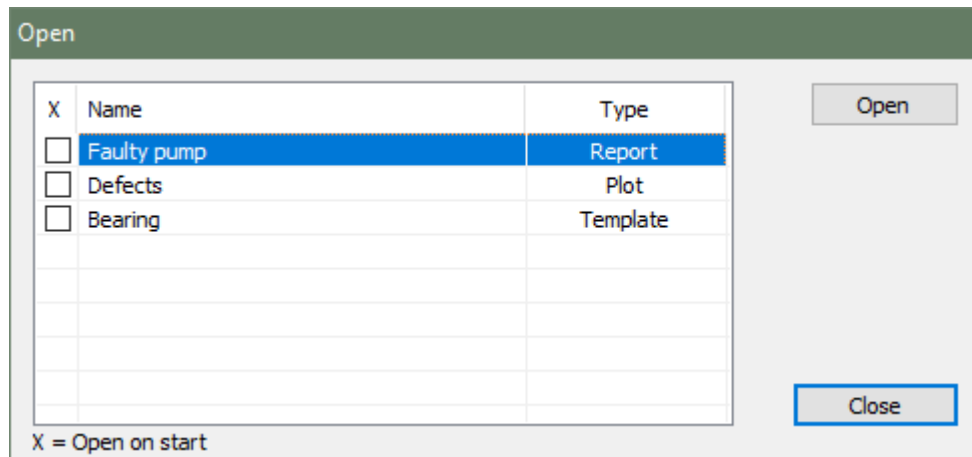 Open
X Name Type
Faulty pump Report
Defects Plot
Bearing Template
Open
Close
X = Open on start